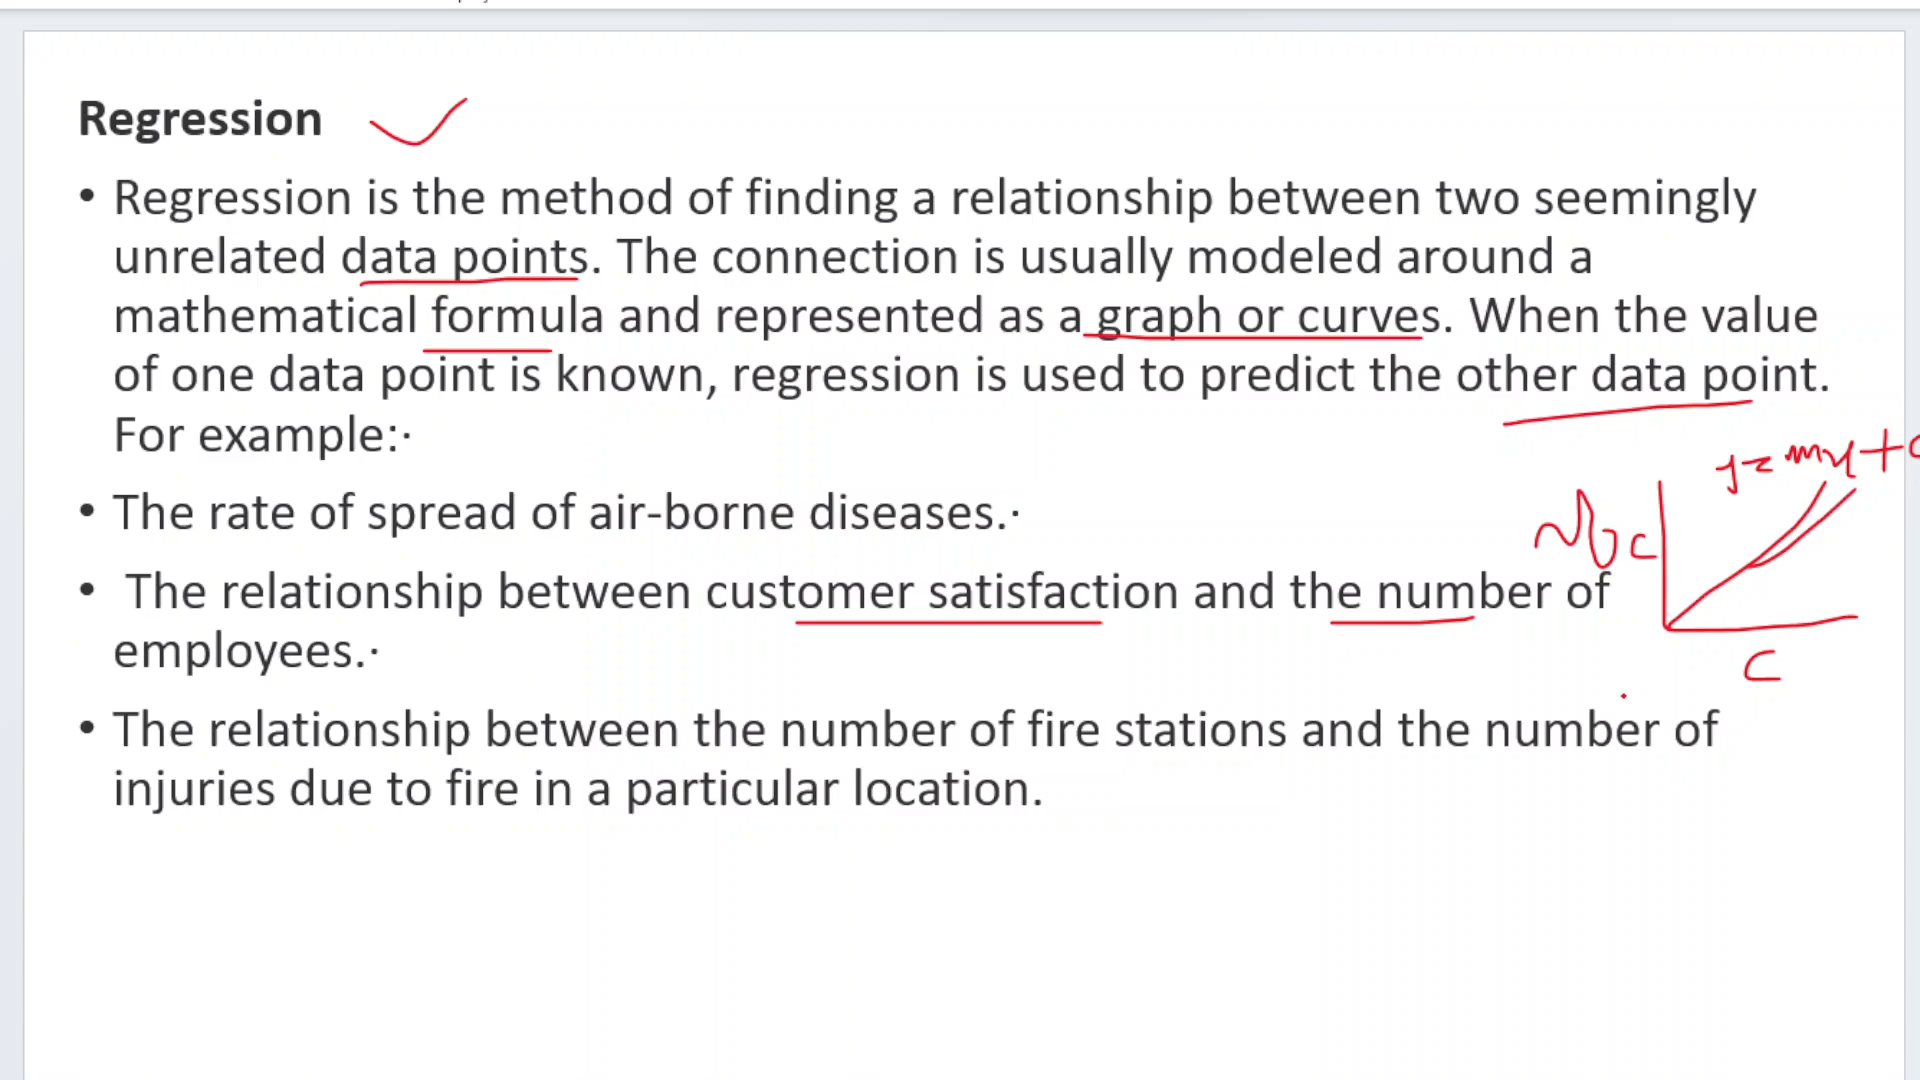 Regression
• Regression is the method of finding a relationship between two seemingly
unrelated data points. The connection is usually modeled around a
mathematical formula and represented as a graph or curves. When the value
of one data point is known, regression is used to predict the other data point.
For example:·
• The rate of spread of air-borne diseases.·
• The relationship between customer satisfaction and the number of
employees.·
• The relationship between the number of fire stations and the number of
injuries due to fire in a particular location.
y=mx+c
C